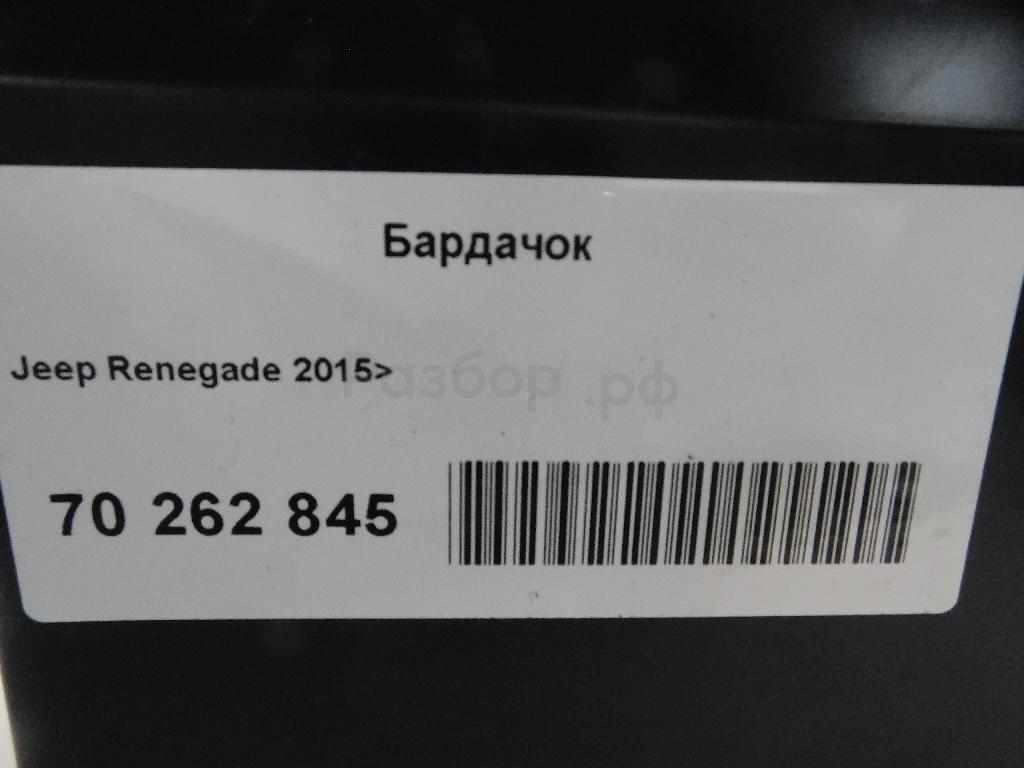 Бардачок
Jeep Renegade 2015>
Разбор.рф
70 262 845